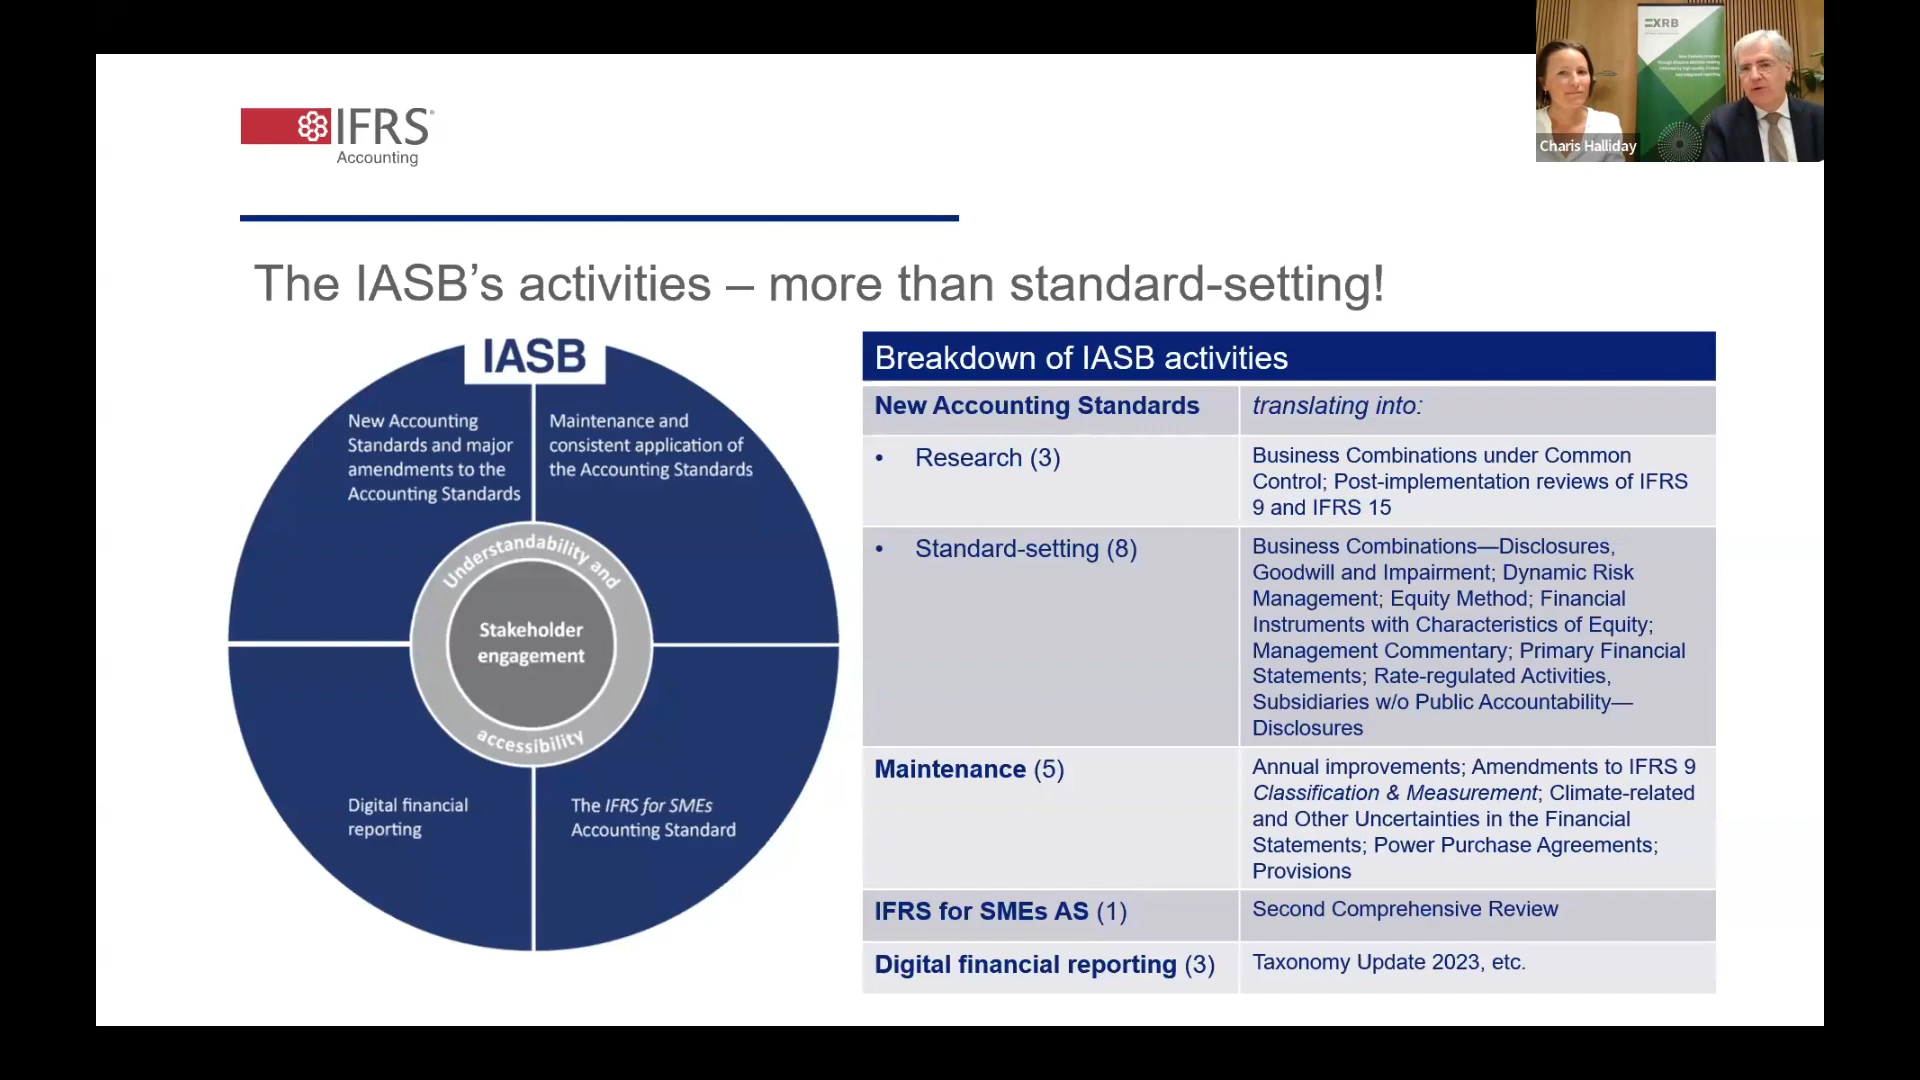 XRB
Charis Halliday
IFRS
Accounting
The IASB’s activities – more than standard-setting!
IASB
New Accounting
Standards and major
amendments to the
Accounting Standards
Maintenance and
consistent application of
the Accounting Standards
Understandability and
accessibility
Stakeholder
engagement
Digital financial
reporting
The IFRS for SMEs
Accounting Standard
Breakdown of IASB activities
New Accounting Standards
translating into:
• Research (3)
Business Combinations under Common
Control; Post-implementation reviews of IFRS
9 and IFRS 15
• Standard-setting (8)
Business Combinations—Disclosures,
Goodwill and Impairment; Dynamic Risk
Management; Equity Method; Financial
Instruments with Characteristics of Equity;
Management Commentary; Primary Financial
Statements; Rate-regulated Activities,
Subsidiaries w/o Public Accountability—
Disclosures
Maintenance (5)
Annual improvements; Amendments to IFRS 9
Classification & Measurement; Climate-related
and Other Uncertainties in the Financial
Statements; Power Purchase Agreements;
Provisions
IFRS for SMEs AS (1)
Second Comprehensive Review
Digital financial reporting (3)
Taxonomy Update 2023, etc.